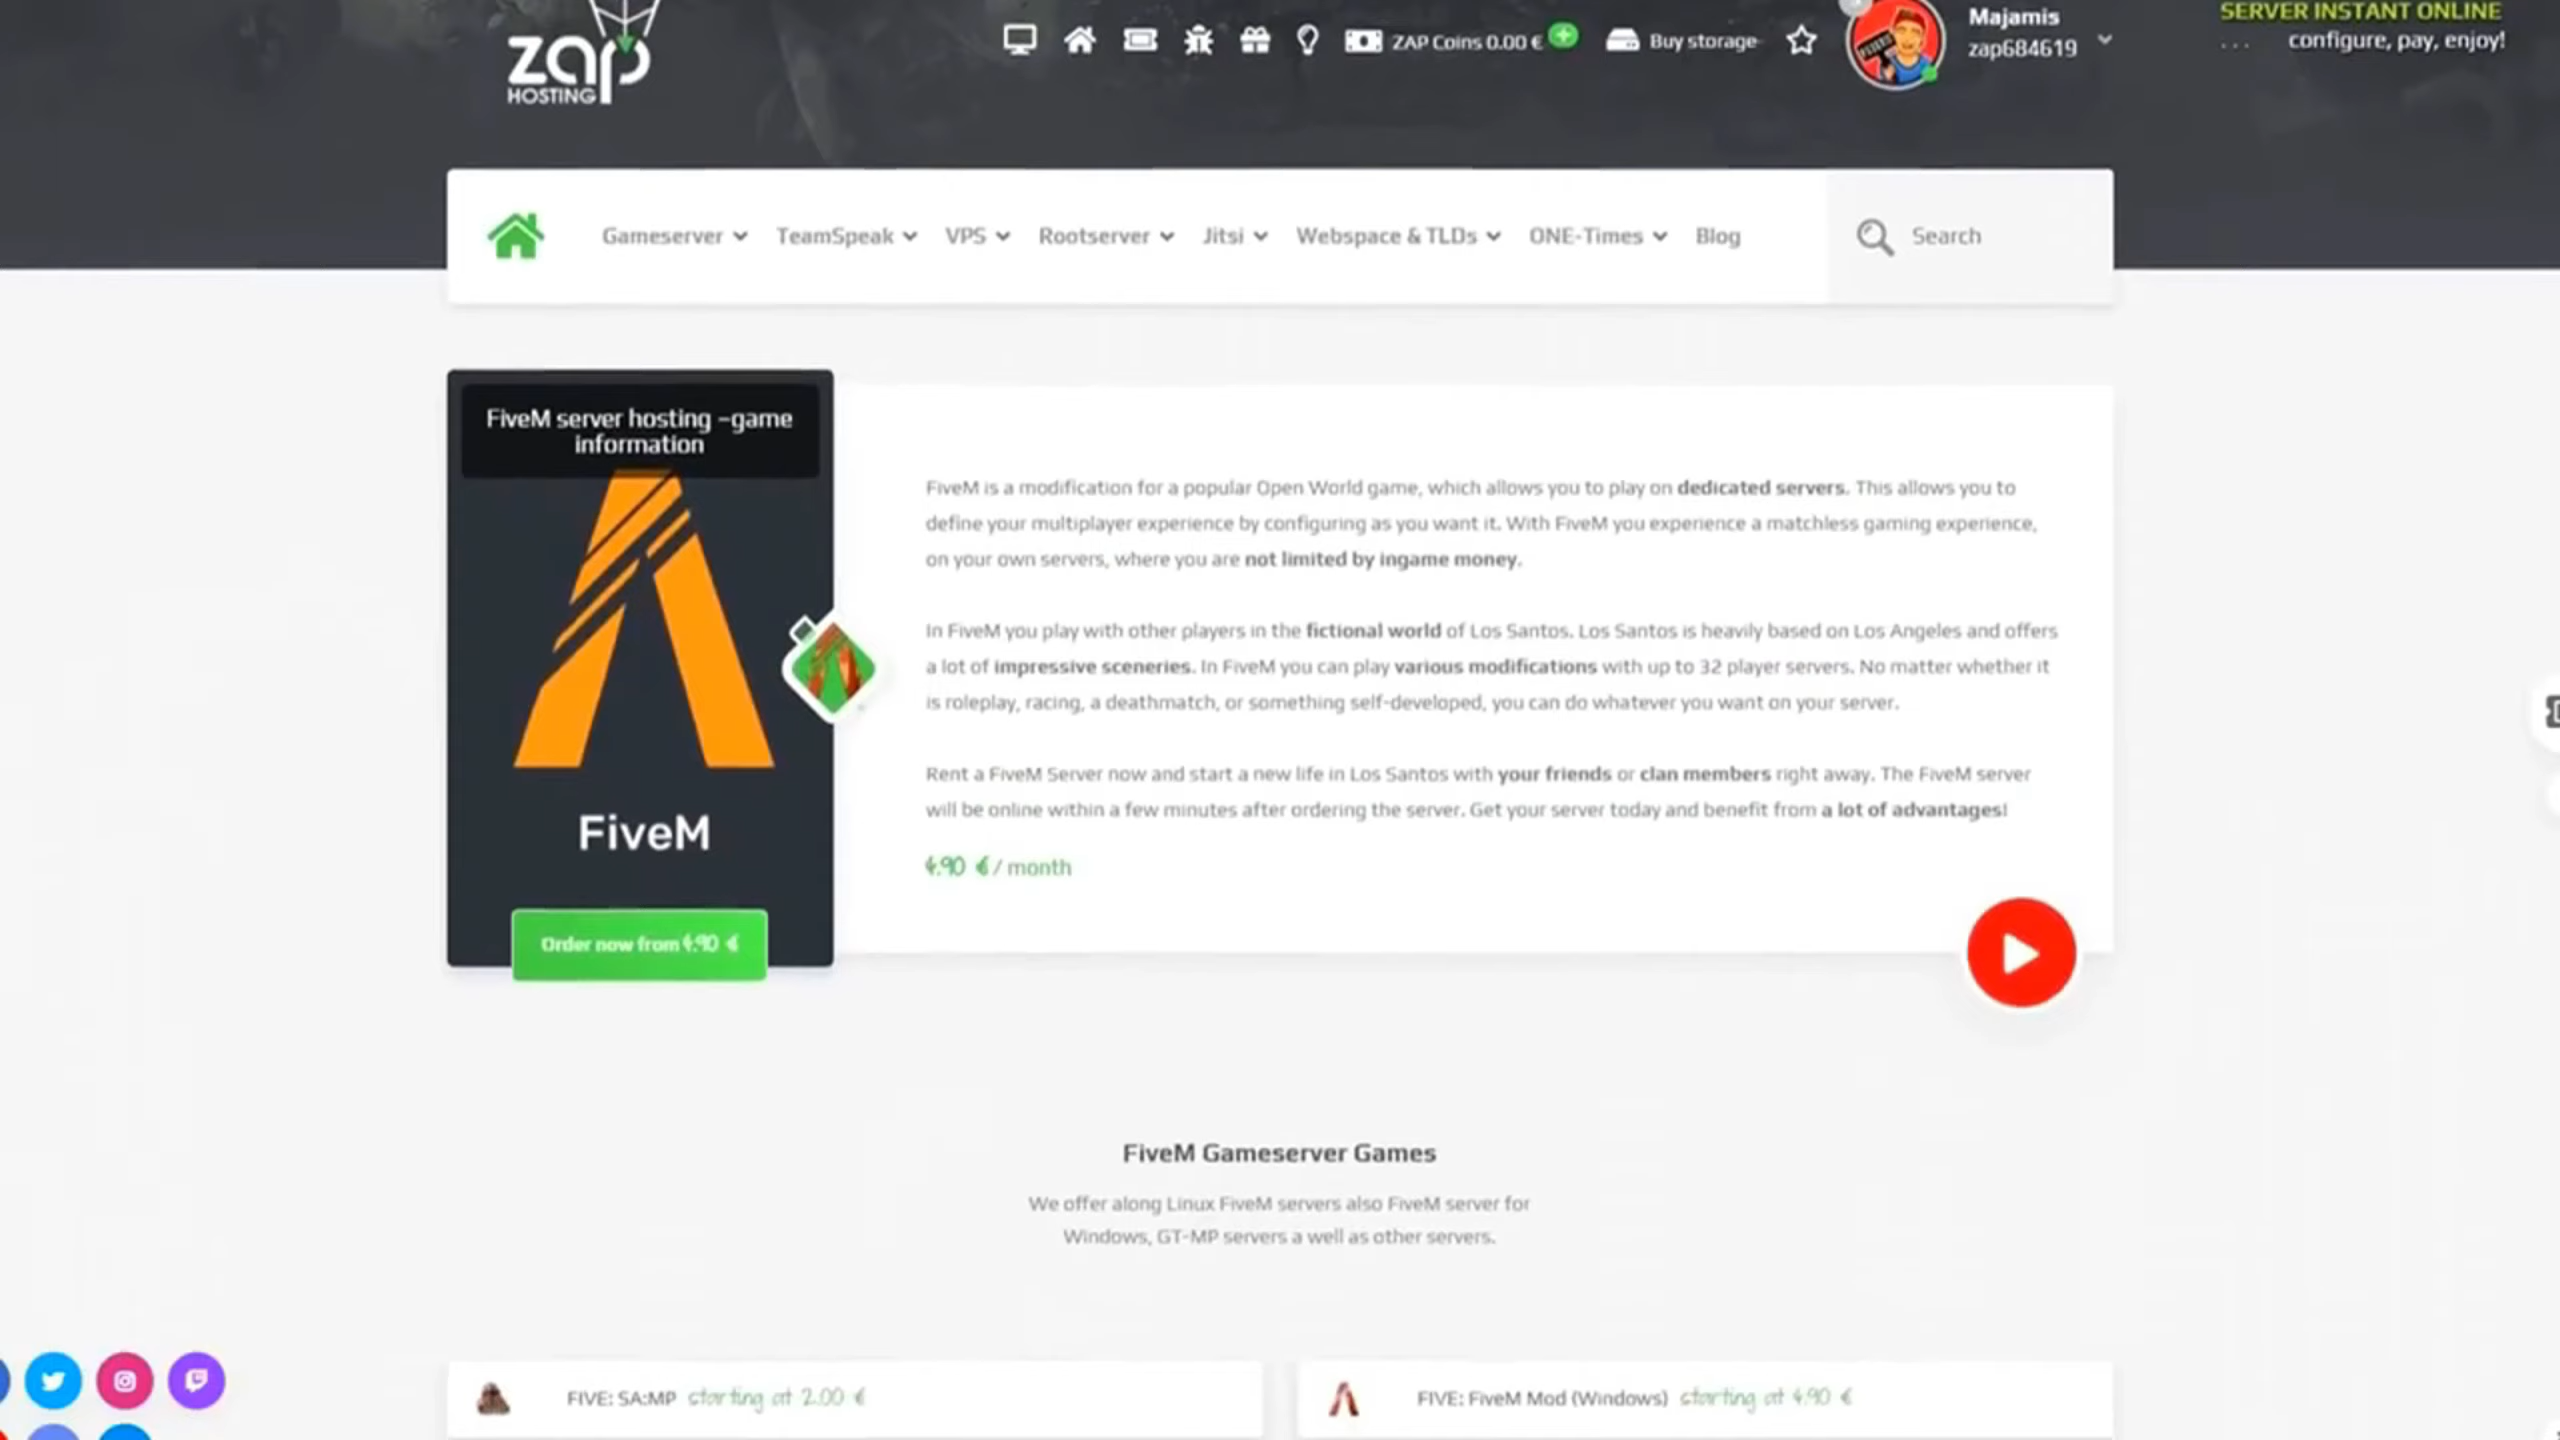 zap
HOSTING
ZAP Coins 0.00 €
Buy storage
Majamis
zap684619
SERVER INSTANT ONLINE
... configure, pay, enjoy!
Gameserver
TeamSpeak
VPS
Rootserver
Jitsi
Webspace & TLDs
ONE-Times
Blog
Search
FiveM server hosting –game
information
FiveM
Order now from 4.90 €
FiveM is a modification for a popular Open World game, which allows you to play on dedicated servers. This allows you to
define your multiplayer experience by configuring as you want it. With FiveM you experience a matchless gaming experience,
on your own servers, where you are not limited by ingame money.
In FiveM you play with other players in the fictional world of Los Santos. Los Santos is heavily based on Los Angeles and offers
a lot of impressive sceneries. In FiveM you can play various modifications with up to 32 player servers. No matter whether it
is roleplay, racing, a deathmatch, or something self-developed, you can do whatever you want on your server.
Rent a FiveM Server now and start a new life in Los Santos with your friends or clan members right away. The FiveM server
will be online within a few minutes after ordering the server. Get your server today and benefit from a lot of advantages!
4.90 € / month
FiveM Gameserver Games
We offer along Linux FiveM servers also FiveM server for
Windows, GT-MP servers a well as other servers.
FIVE: SA:MP starting at 2.00 €
FIVE: FiveM Mod (Windows) starting at 4.90 €